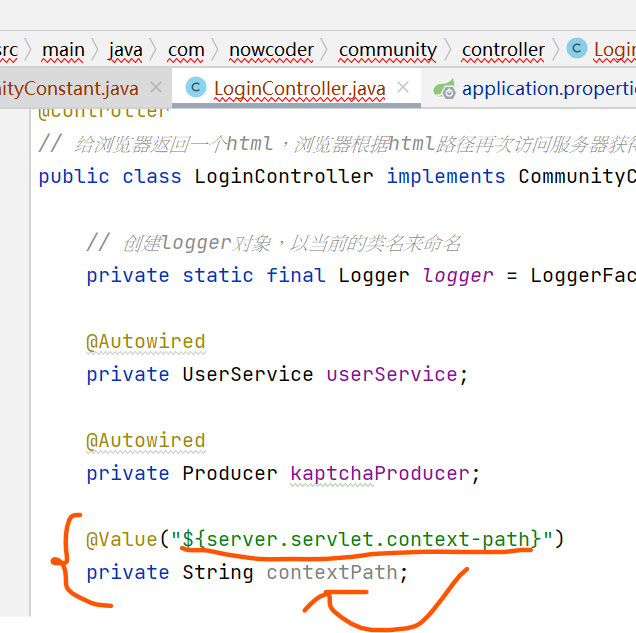 src main java com nowcoder community controller C Login
ityConstant.java C LoginController.java application.properti
@Controller
// 给浏览器返回一个html，浏览器根据html路径再次访问服务器获得
public class LoginController implements CommunityC
// 创建logger对象，以当前的类名来命名
private static final Logger logger = LoggerFac
@Autowired
private UserService userService;
@Autowired
private Producer kaptchaProducer;
@Value("${server.servlet.context-path}")
private String contextPath;